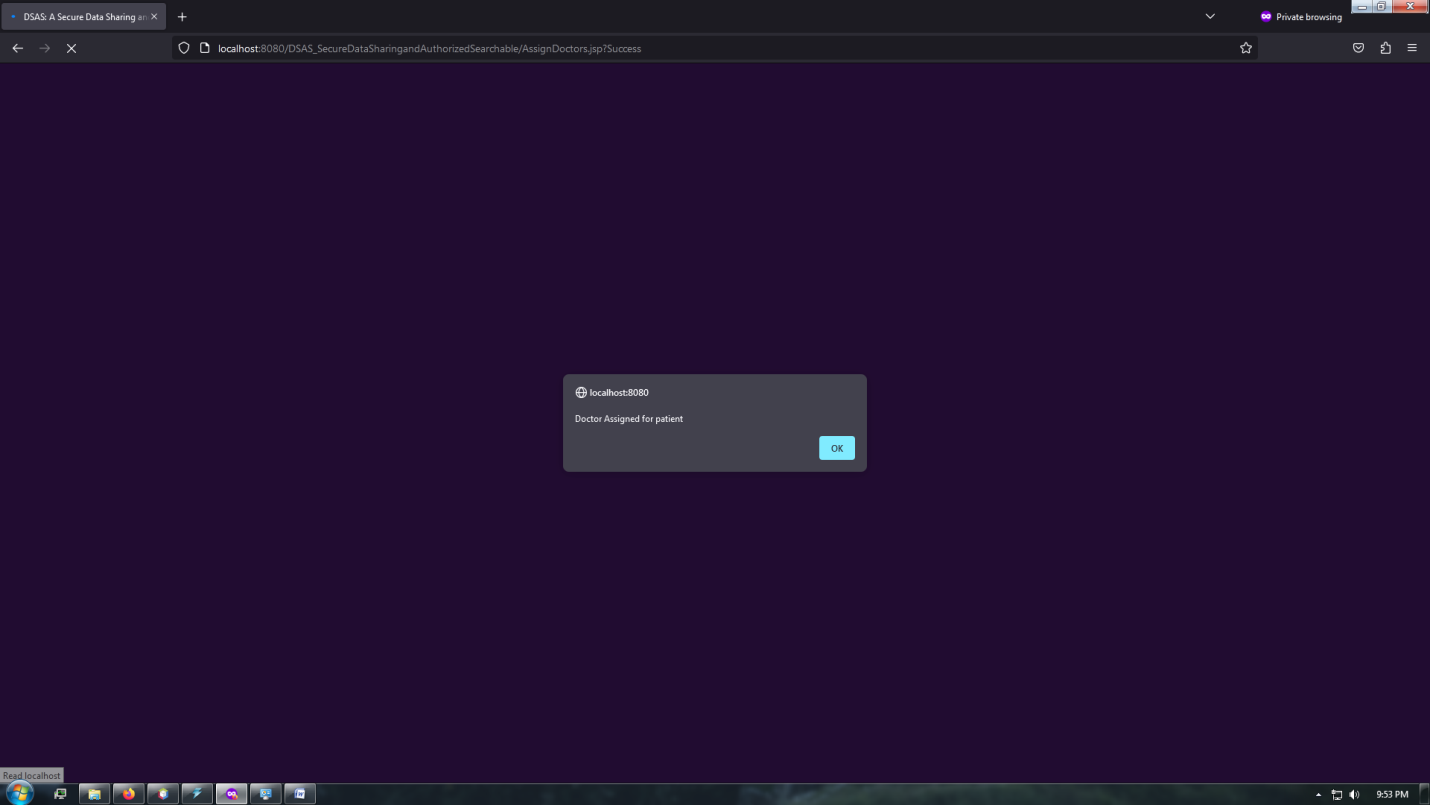 DSAS: A Secure Data Sharing an
Private browsing
localhost:8080/DSAS_SecureDataSharingandAuthorizedSearchable/AssignDoctors.jsp?Success
localhost:8080
Doctor Assigned for patient
OK
Read localhost
9:53 PM